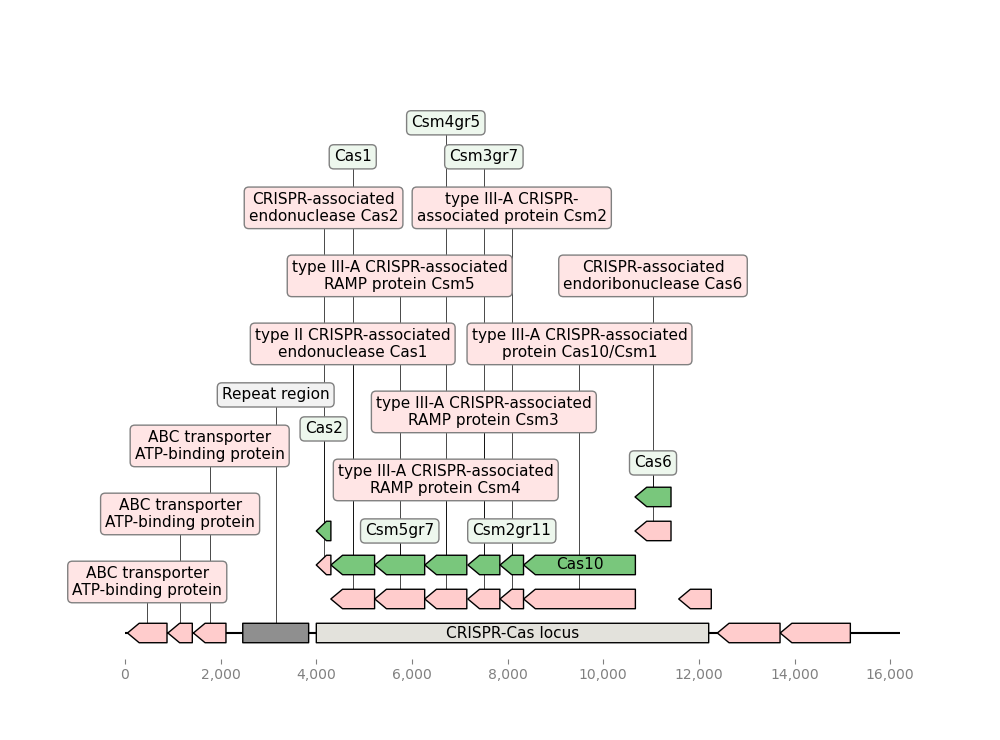 Csm4gr5
Cas1
Csm3gr7
CRISPR-associated
endonuclease Cas2
type III-A CRISPR-
associated protein Csm2
type III-A CRISPR-associated
RAMP protein Csm5
CRISPR-associated
endoribonuclease Cas6
type II CRISPR-associated
endonuclease Cas1
type III-A CRISPR-associated
protein Cas10/Csm1
Repeat region
type III-A CRISPR-associated
RAMP protein Csm3
Cas2
ABC transporter
ATP-binding protein
Cas6
type III-A CRISPR-associated
RAMP protein Csm4
ABC transporter
ATP-binding protein
Csm5gr7
Csm2gr11
Cas10
ABC transporter
ATP-binding protein
CRISPR-Cas locus
0
2,000
4,000
6,000
8,000
10,000
12,000
14,000
16,000